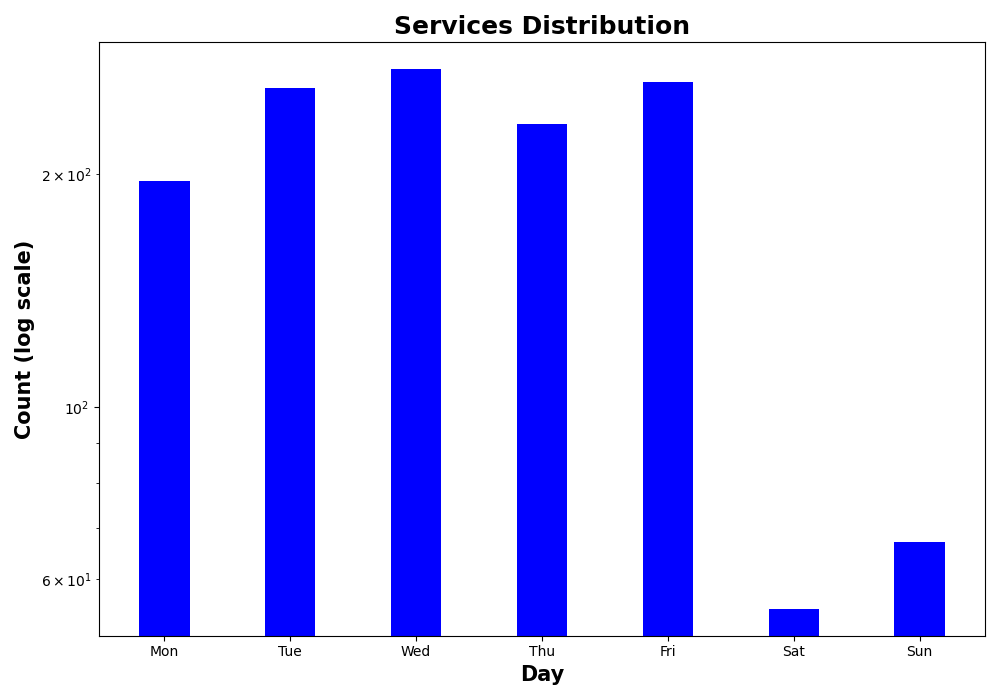 Services Distribution
Count (log scale)
2 × 10²
10²
6 × 10¹
Mon Tue Wed Thu Fri Sat Sun
Day